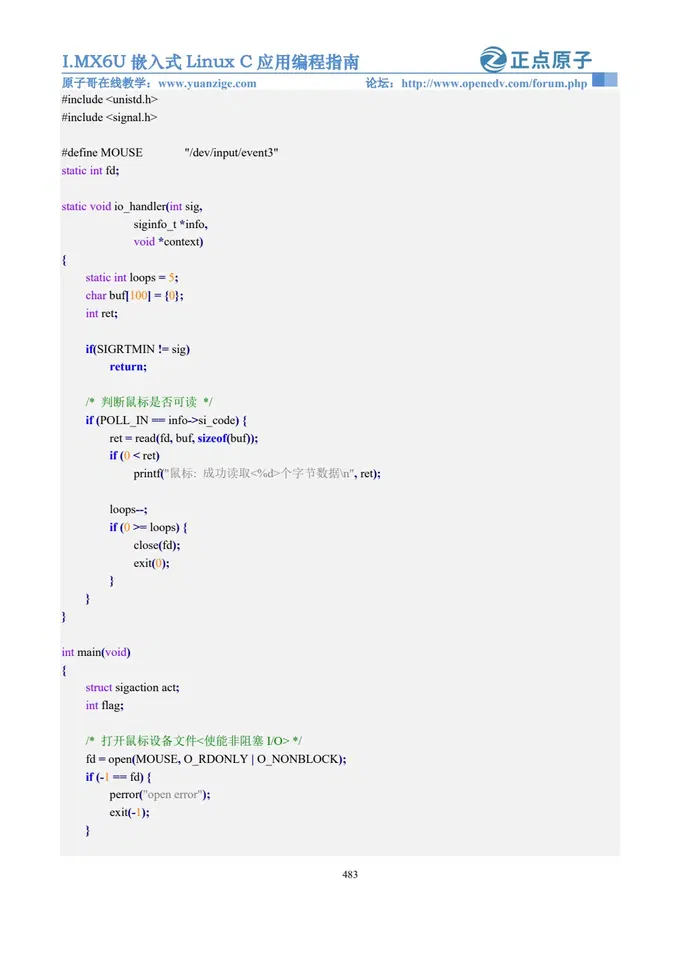 I.MX6U 嵌入式 Linux C 应用编程指南
正点原子
原子哥在线教学：www.yuanzige.com 论坛：http://www.openedv.com/forum.php
#include <unistd.h>
#include <signal.h>
#define MOUSE "/dev/input/event3"
static int fd;
static void io_handler(int sig,
siginfo_t *info,
void *context)
{
static int loops = 5;
char buf[100] = {0};
int ret;
if(SIGRTMIN != sig)
return;
/* 判断鼠标是否可读 */
if (POLL_IN == info->si_code) {
ret = read(fd, buf, sizeof(buf));
if (0 < ret)
printf("鼠标: 成功读取<%d>个字节数据\n", ret);
loops--;
if (0 >= loops) {
close(fd);
exit(0);
}
}
}
int main(void)
{
struct sigaction act;
int flag;
/* 打开鼠标设备文件<使能非阻塞 I/O> */
fd = open(MOUSE, O_RDONLY | O_NONBLOCK);
if (-1 == fd) {
perror("open error");
exit(-1);
}
483